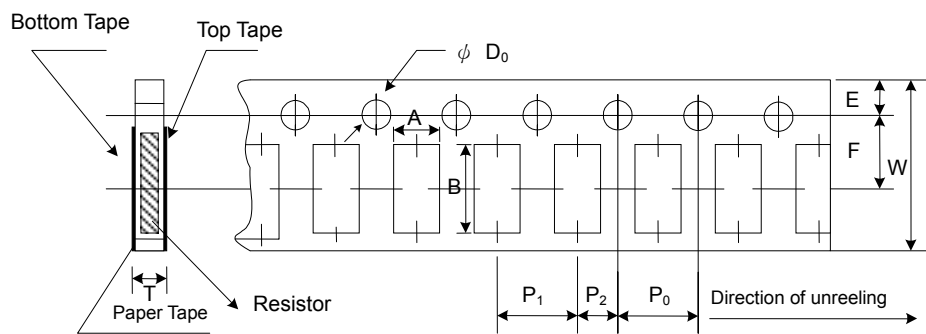 Bottom Tape
Top Tape
ϕ D₀
E
A
F
W
B
T
P₁
P₂
P₀
Direction of unreeling
Resistor
Paper Tape